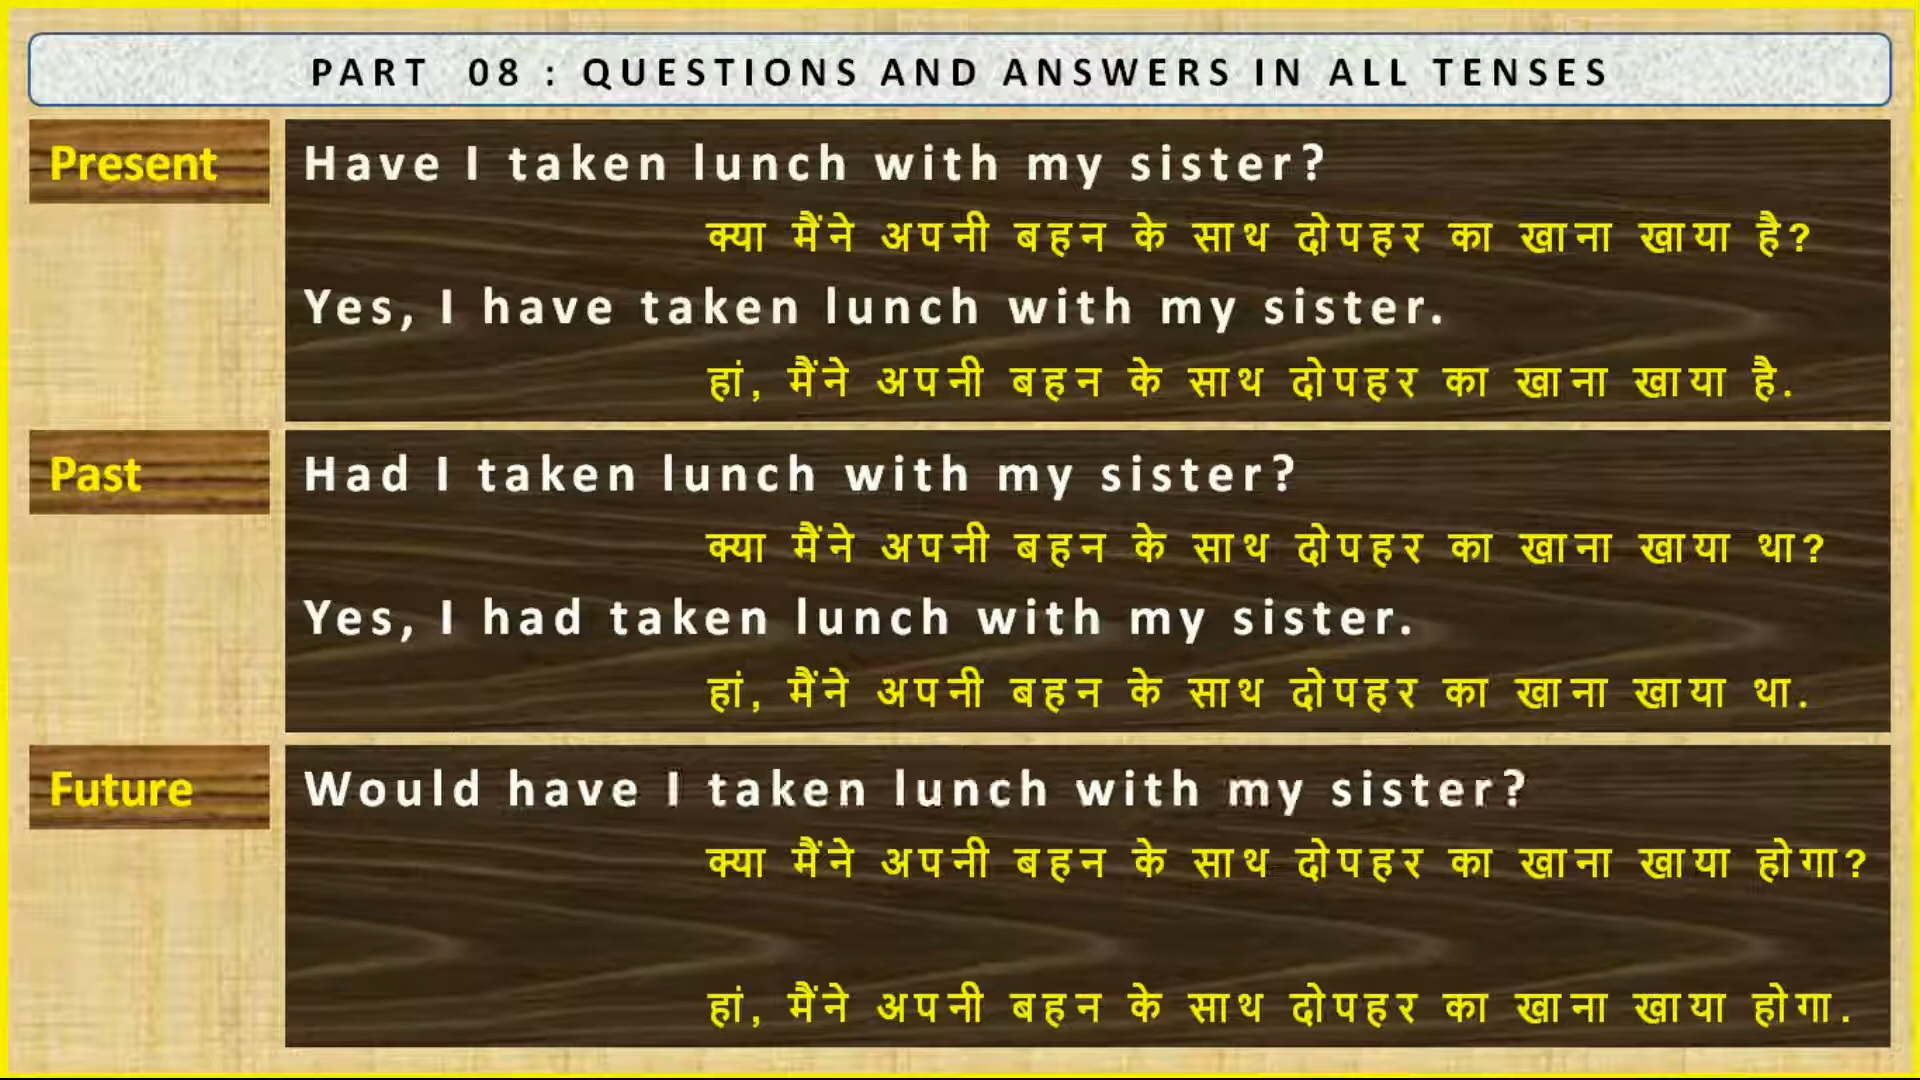 PART 08 : QUESTIONS AND ANSWERS IN ALL TENSES
Present
Have I taken lunch with my sister?
क्या मैंने अपनी बहन के साथ दोपहर का खाना खाया है?
Yes, I have taken lunch with my sister.
हां, मैंने अपनी बहन के साथ दोपहर का खाना खाया है.
Past
Had I taken lunch with my sister?
क्या मैंने अपनी बहन के साथ दोपहर का खाना खाया था?
Yes, I had taken lunch with my sister.
हां, मैंने अपनी बहन के साथ दोपहर का खाना खाया था.
Future
Would have I taken lunch with my sister?
क्या मैंने अपनी बहन के साथ दोपहर का खाना खाया होगा?
हां, मैंने अपनी बहन के साथ दोपहर का खाना खाया होगा.